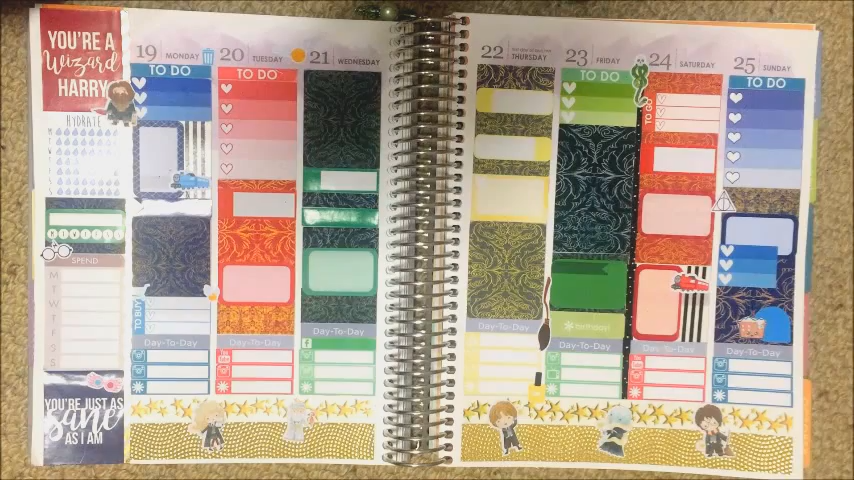 YOU'RE A
Wizard
HARRY
HYDRATE
M
T
W
T
F
S
S
SPEND
M
T
W
T
F
S
S
YOU'RE JUST AS
sane
AS I AM
19 MONDAY
TO DO
TO BUY
Day-To-Day
20 TUESDAY
TO DO
Day-To-Day
You
Tube
21 WEDNESDAY
Day-To-Day
f
22 THURSDAY
Day-To-Day
23 FRIDAY
TO DO
birthday!
Day-To-Day
24 SATURDAY
TO GO
Day-To-Day
25 SUNDAY
TO DO
Day-To-Day